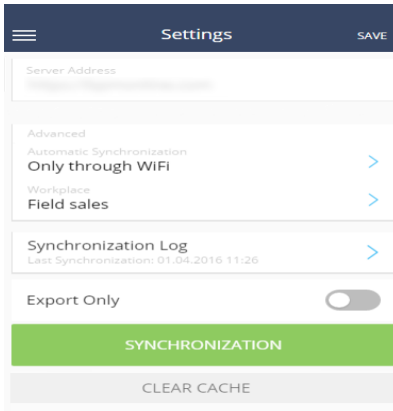 Settings
SAVE
Server Address
Advanced
Automatic Synchronization
Only through WiFi
Workplace
Field sales
Synchronization Log
Last Synchronization: 01.04.2016 11:26
Export Only
SYNCHRONIZATION
CLEAR CACHE